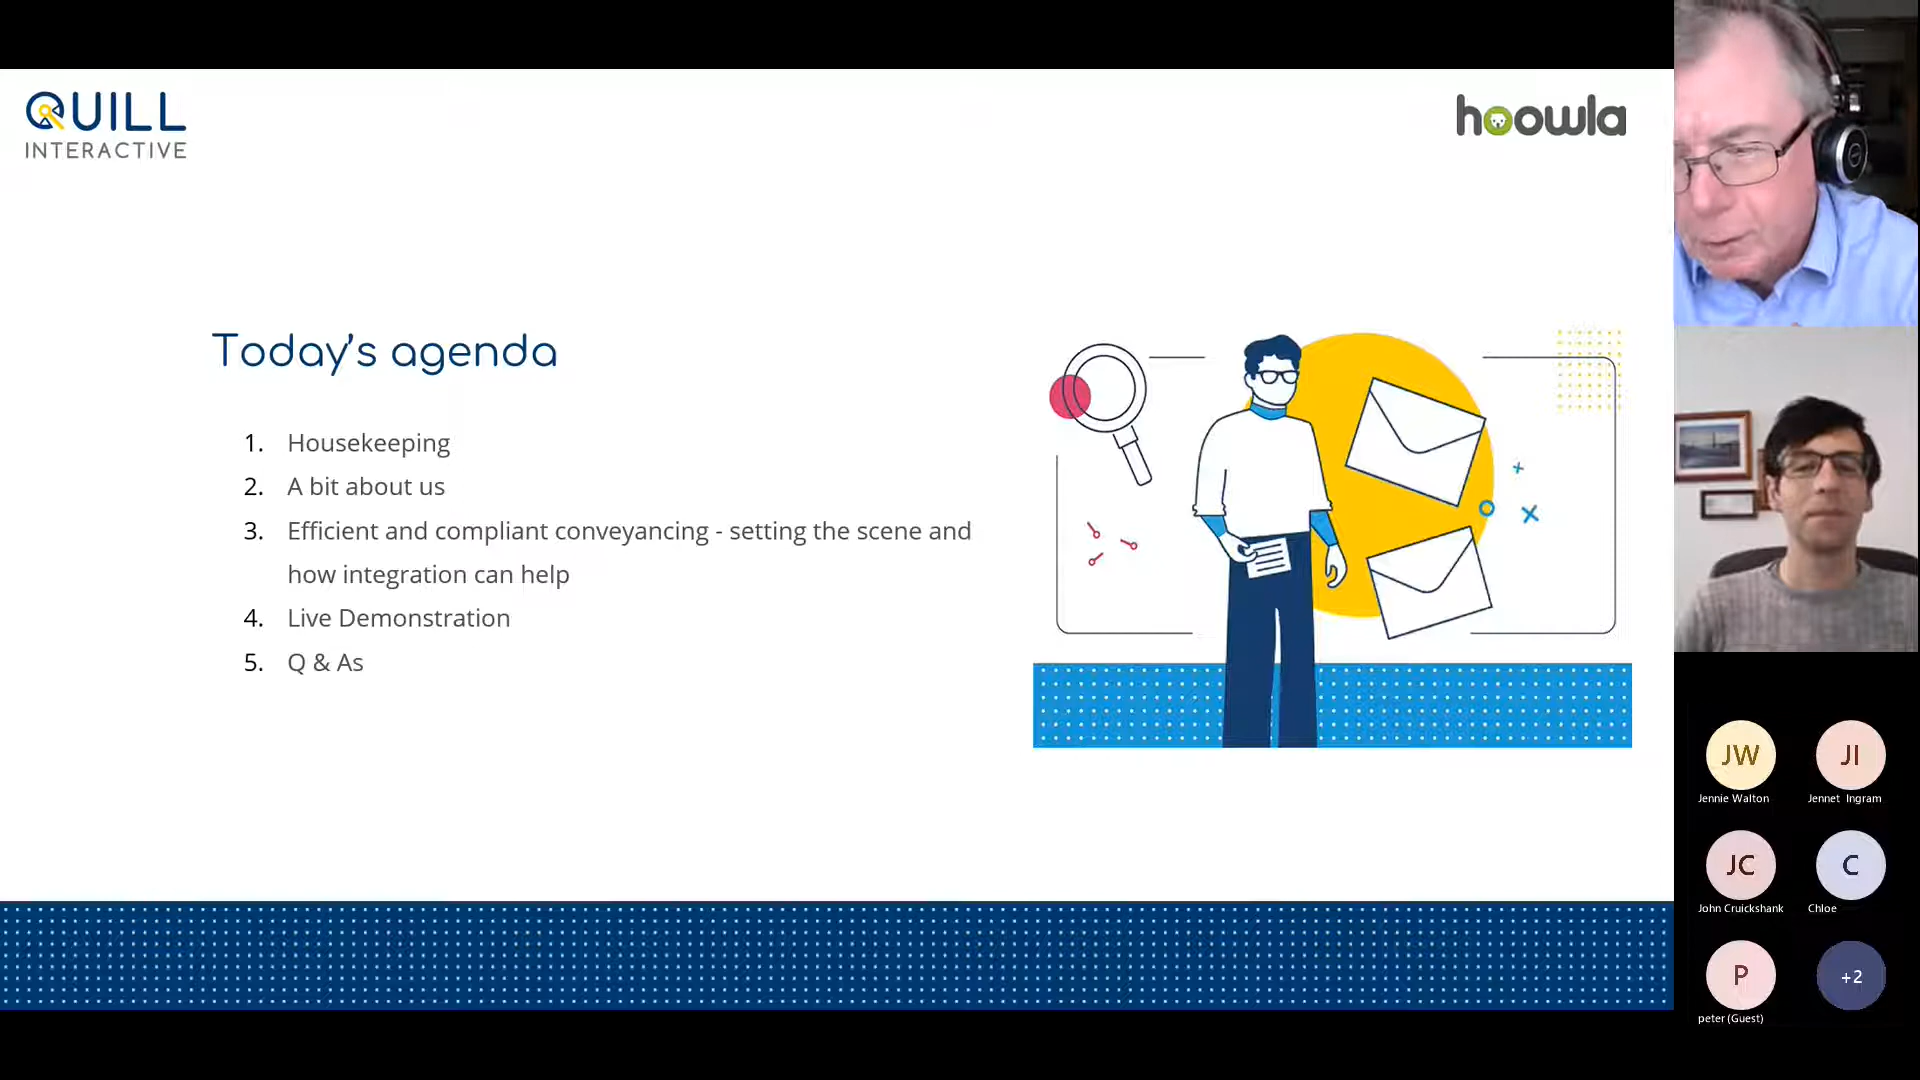 QUILL
INTERACTIVE
hoowla
Today's agenda
1. Housekeeping
2. A bit about us
3. Efficient and compliant conveyancing - setting the scene and
how integration can help
4. Live Demonstration
5. Q & As
JW
Jennie Walton
JI
Jennet Ingram
JC
John Cruickshank
C
Chloe
P
peter (Guest)
+2